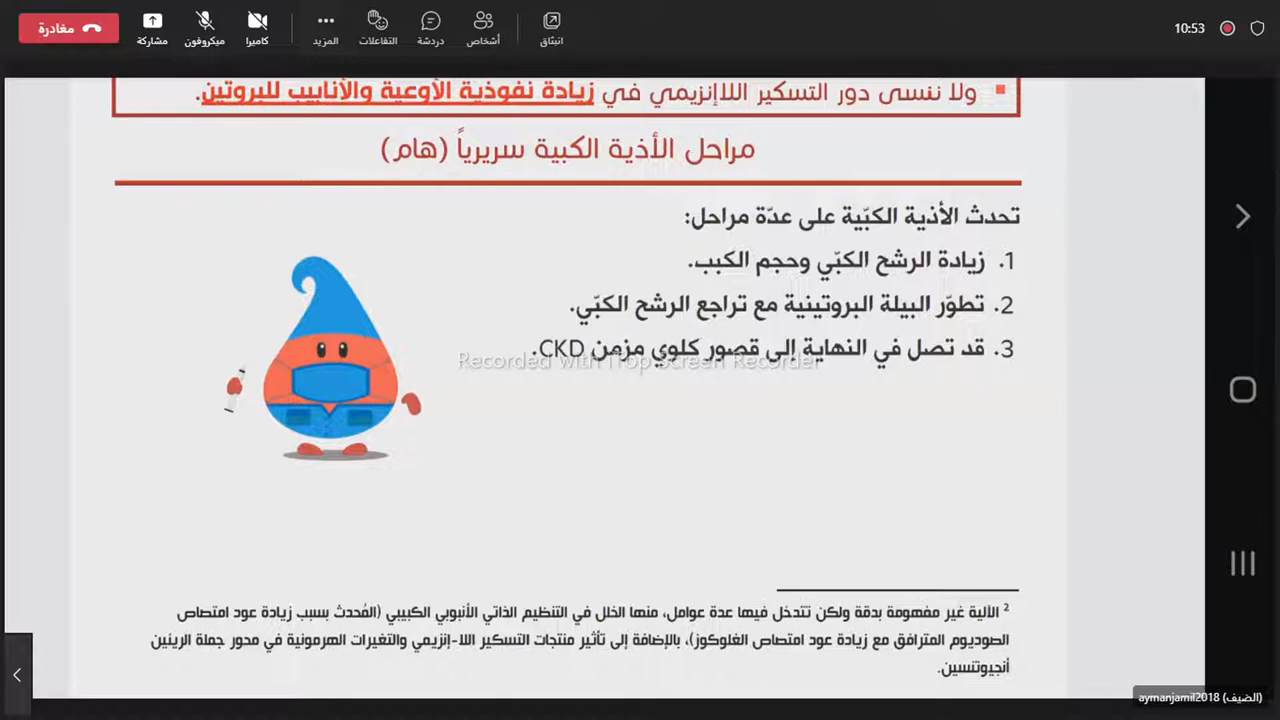 مغادرة
مشاركة
ميكروفون
كاميرا
المزيد
التفاعلات
دردشة
أشخاص
انبثاق
10:53
ولا ننسى دور التسكير اللاإنزيمي في زيادة نفوذية الأوعية والأنابيب للبروتين.
مراحل الأذية الكبية سريرياً (هام)
تحدث الأذية الكبّية على عدّة مراحل:
1. زيادة الرشح الكبّي وحجم الكبب.
2. تطوّر البيلة البروتينية مع تراجع الرشح الكبّي.
3. قد تصل في النهاية إلى قصور كلوي مزمن CKD.
Recorded with iTop Screen Recorder
2 الآلية غير مفهومة بدقة ولكن تتدخل فيها عدة عوامل، منها الخلل في التنظيم الذاتي الأنبوبي الكبيبي (المُحدث بسبب زيادة عود امتصاص
الصوديوم المترافق مع زيادة عود امتصاص الغلوكوز)، بالإضافة إلى تأثير منتجات التسكير اللا-إنزيمي والتغيرات الهرمونية في محور جملة الرينين
أنجيوتنسين.
aymanjamil2018 (الضيف)